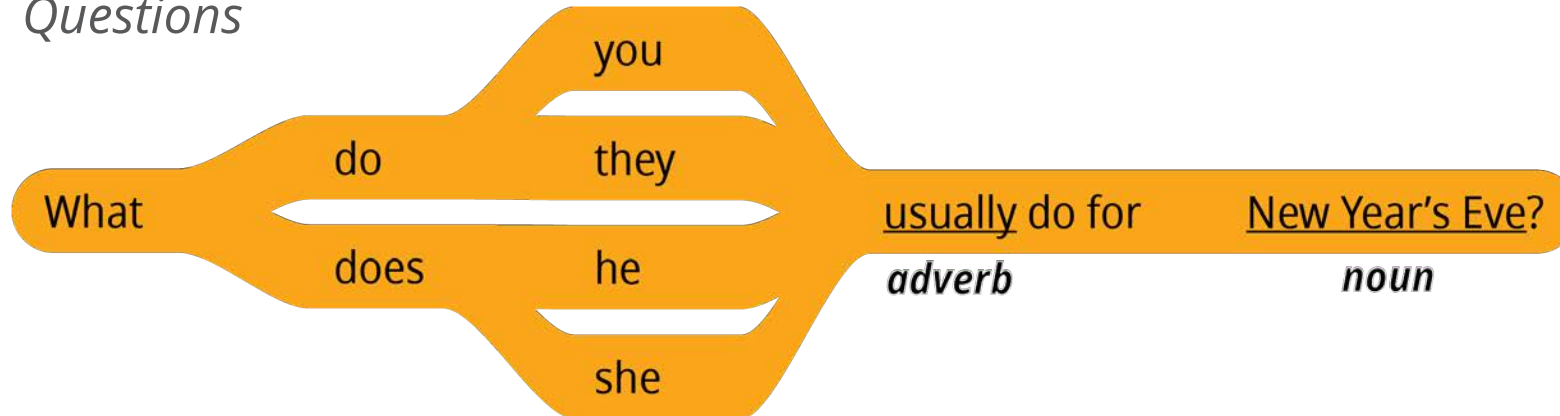 Questions
you
do they
What usually do for New Year's Eve?
does he
adverb noun
she